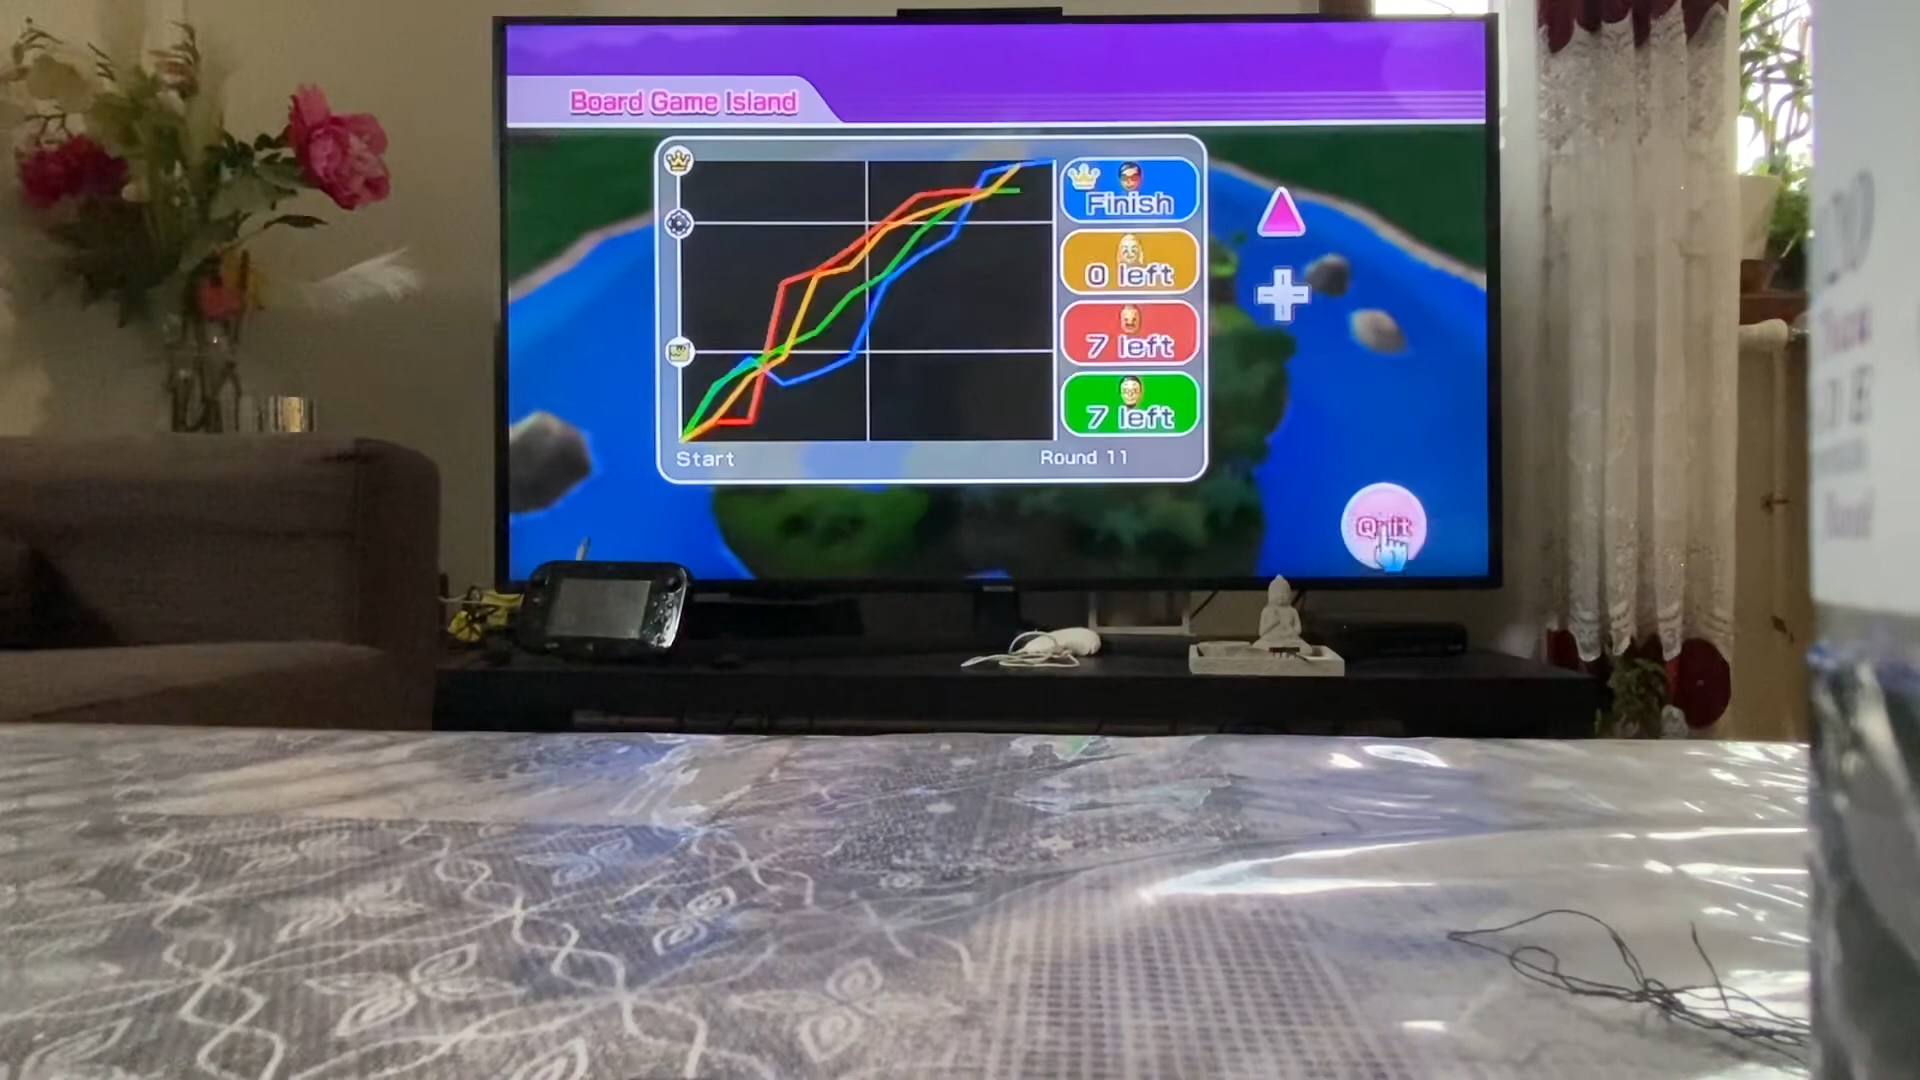 Board Game Island
Finish
0 left
7 left
7 left
Start
Round 11
Quit